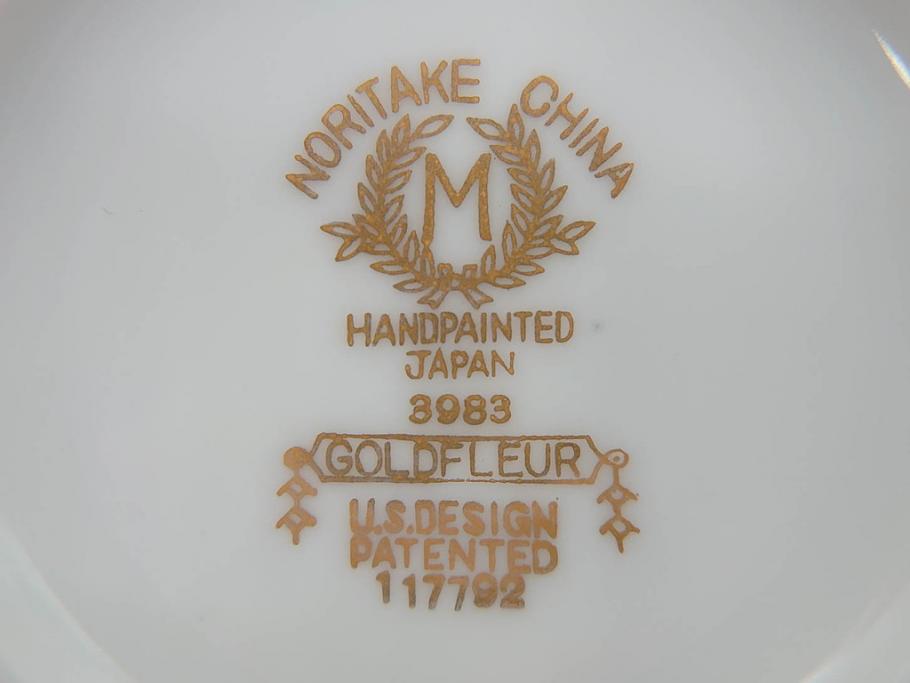 NORITAKE CHINA
M
HANDPAINTED
JAPAN
3983
GOLDFLEUR
U.S.DESIGN
PATENTED
117792